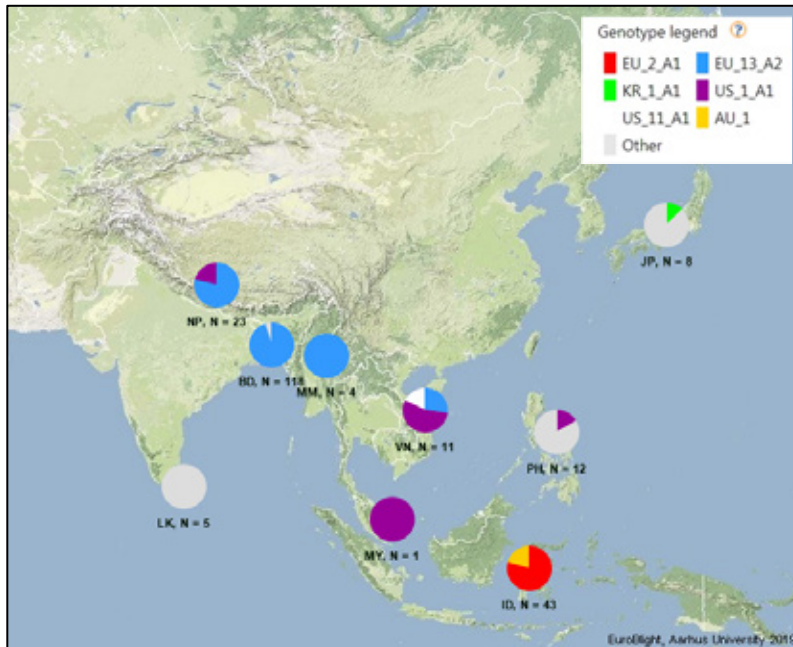 Genotype legend ?
EU_2_A1 EU_13_A2
KR_1_A1 US_1_A1
US_11_A1 AU_1
Other
JP, N = 8
NP, N = 23
BD, N = 118
MM, N = 4
VN, N = 11
PH, N = 12
LK, N = 5
MY, N = 1
ID, N = 43
EuroBlight, Aarhus University 2019